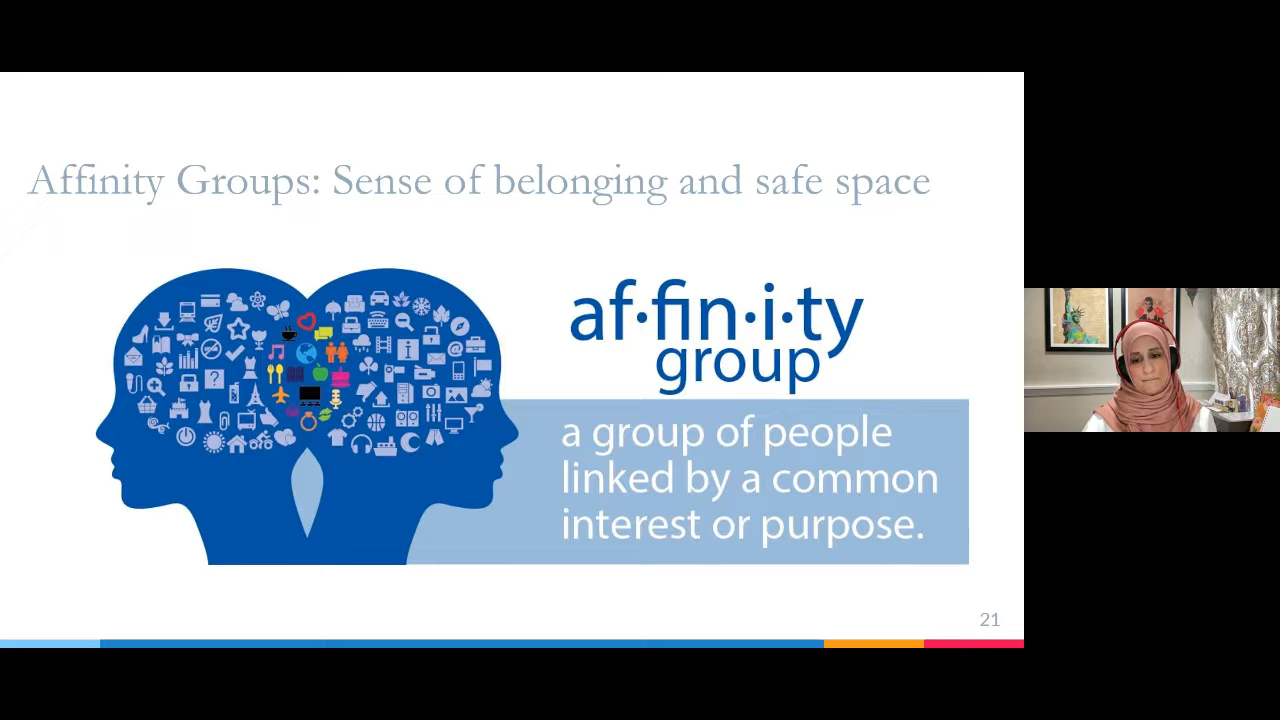 Affinity Groups: Sense of belonging and safe space
af·fin·i·ty
group
a group of people
linked by a common
interest or purpose.
21